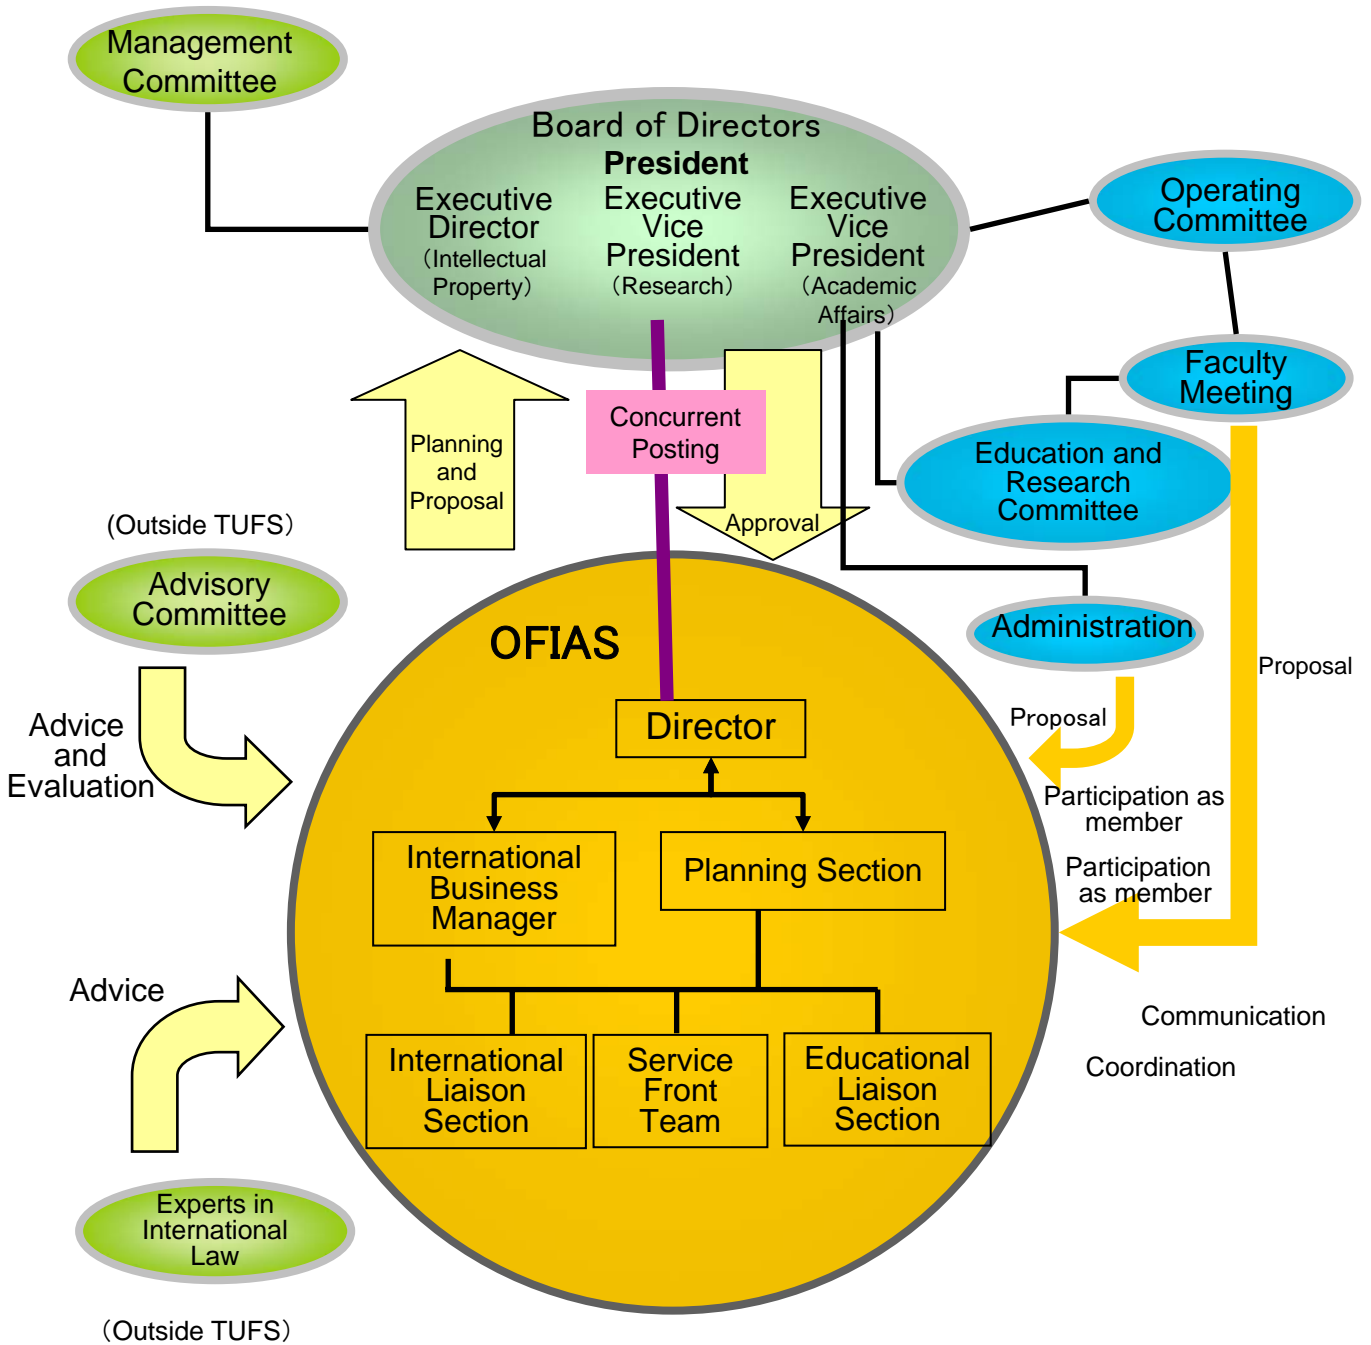 Management
Committee
Board of Directors
President
Executive
Director
（Intellectual
Property）
Executive
Vice
President
（Research）
Executive
Vice
President
（Academic
Affairs）
Operating
Committee
Faculty
Meeting
Education and
Research
Committee
Planning
and
Proposal
Concurrent
Posting
Approval
(Outside TUFS）
Advisory
Committee
Administration
OFIAS
Proposal
Proposal
Advice
and
Evaluation
Director
Participation as
member
International
Business
Manager
Planning Section
Participation
as member
Advice
Communication
Coordination
International
Liaison
Section
Service
Front
Team
Educational
Liaison
Section
Experts in
International
Law
（Outside TUFS）